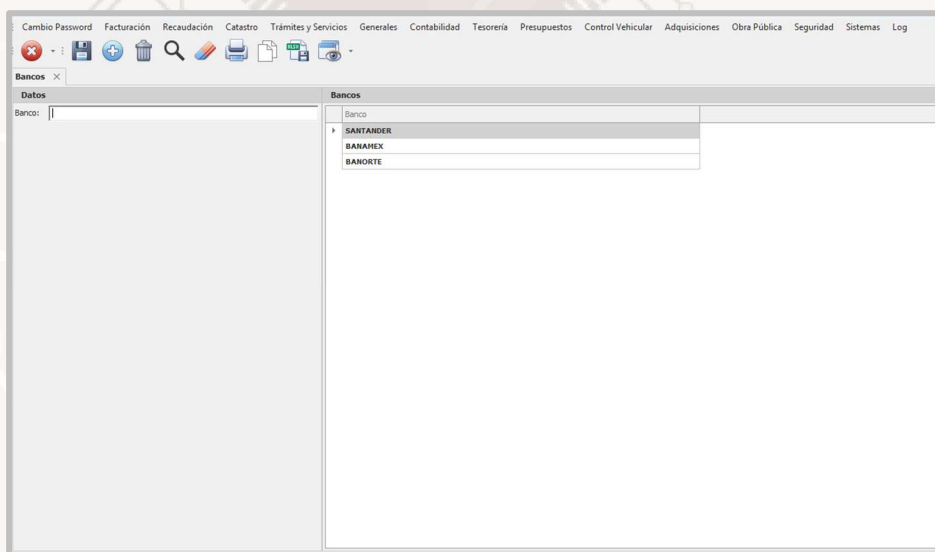 Cambio Password Facturación Recaudación Catastro Trámites y Servicios Generales Contabilidad Tesorería Presupuestos Control Vehicular Adquisiciones Obra Pública Seguridad Sistemas Log
Bancos
Datos
Banco:
Bancos
Banco
SANTANDER
BANAMEX
BANORTE